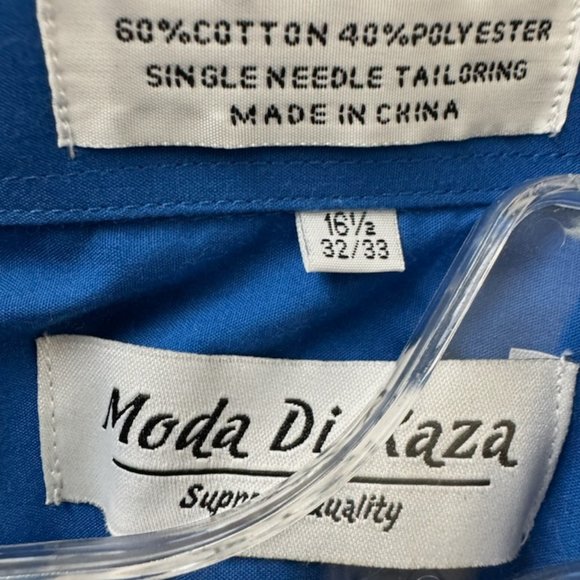 60%COTTON 40%POLYESTER
SINGLE NEEDLE TAILORING
MADE IN CHINA
16½
32/33
Moda Di Kaza
Quality